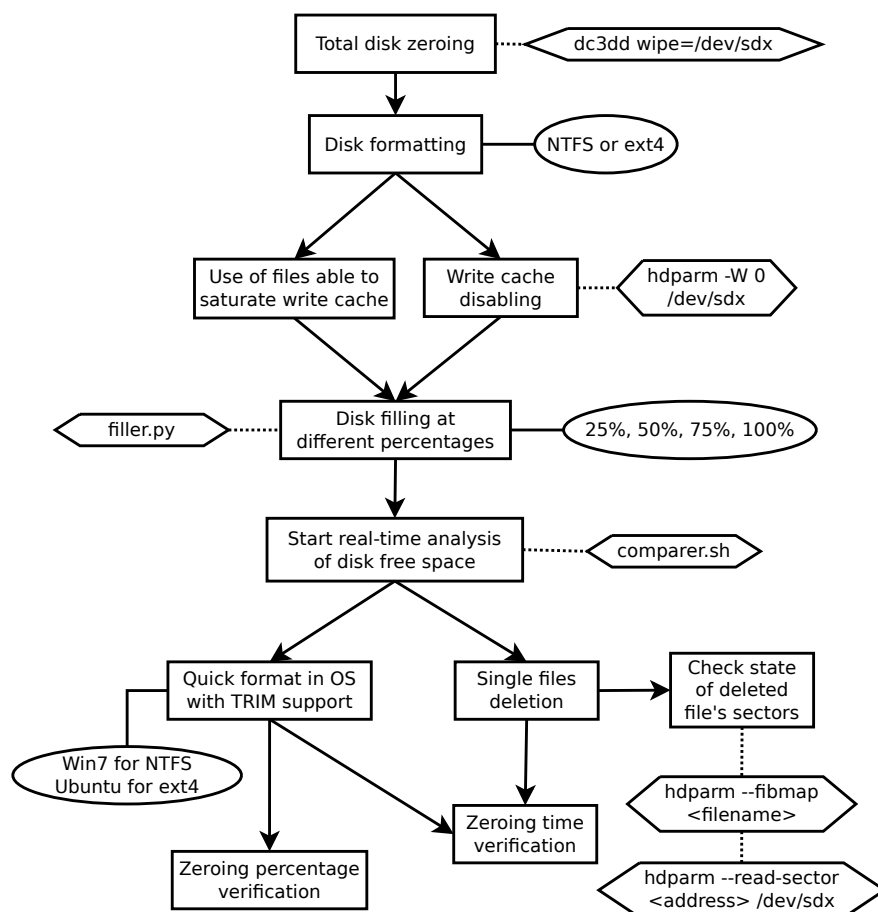 Total disk zeroing
dc3dd wipe=/dev/sdx
Disk formatting
NTFS or ext4
Use of files able to
saturate write cache
Write cache
disabling
hdparm -W 0
/dev/sdx
filler.py
Disk filling at
different percentages
25%, 50%, 75%, 100%
Start real-time analysis
of disk free space
comparer.sh
Quick format in OS
with TRIM support
Single files
deletion
Check state
of deleted
file's sectors
Win7 for NTFS
Ubuntu for ext4
hdparm --fibmap
<filename>
Zeroing time
verification
Zeroing percentage
verification
hdparm --read-sector
<address> /dev/sdx